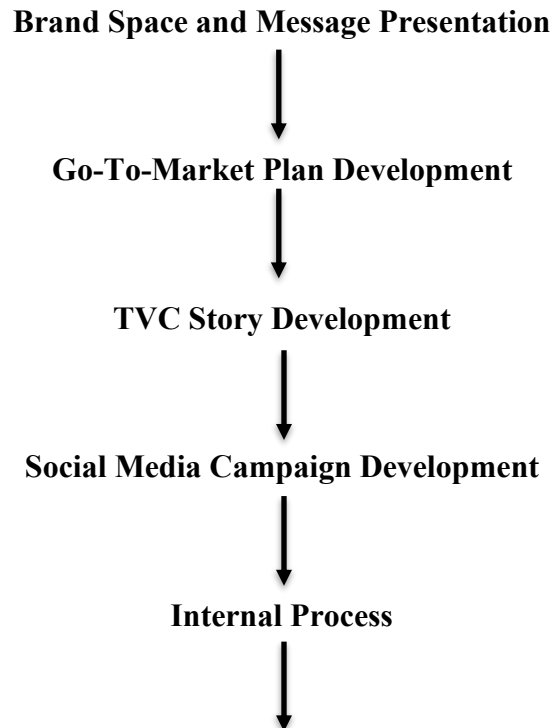 Brand Space and Message Presentation
Go-To-Market Plan Development
TVC Story Development
Social Media Campaign Development
Internal Process